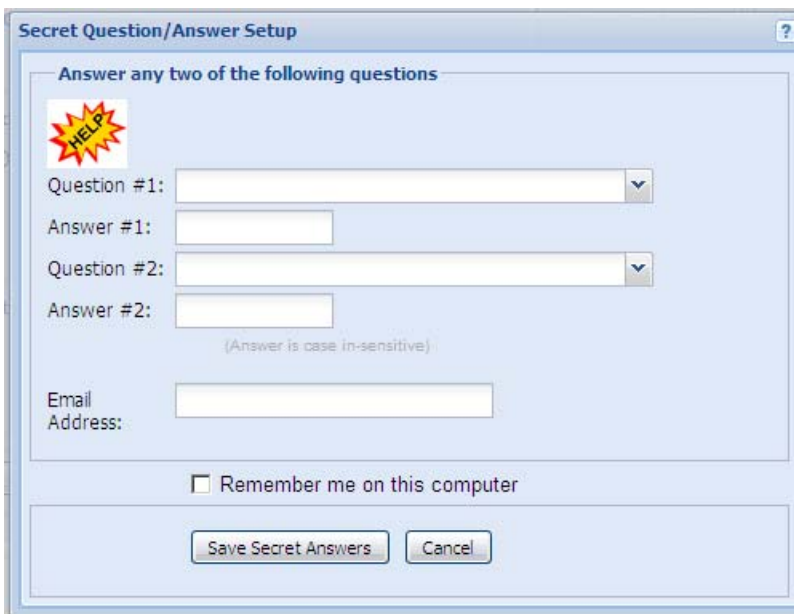 Secret Question/Answer Setup
?
Answer any two of the following questions
HELP
Question #1:
Answer #1:
Question #2:
Answer #2:
(Answer is case in-sensitive)
Email
Address:
Remember me on this computer
Save Secret Answers Cancel